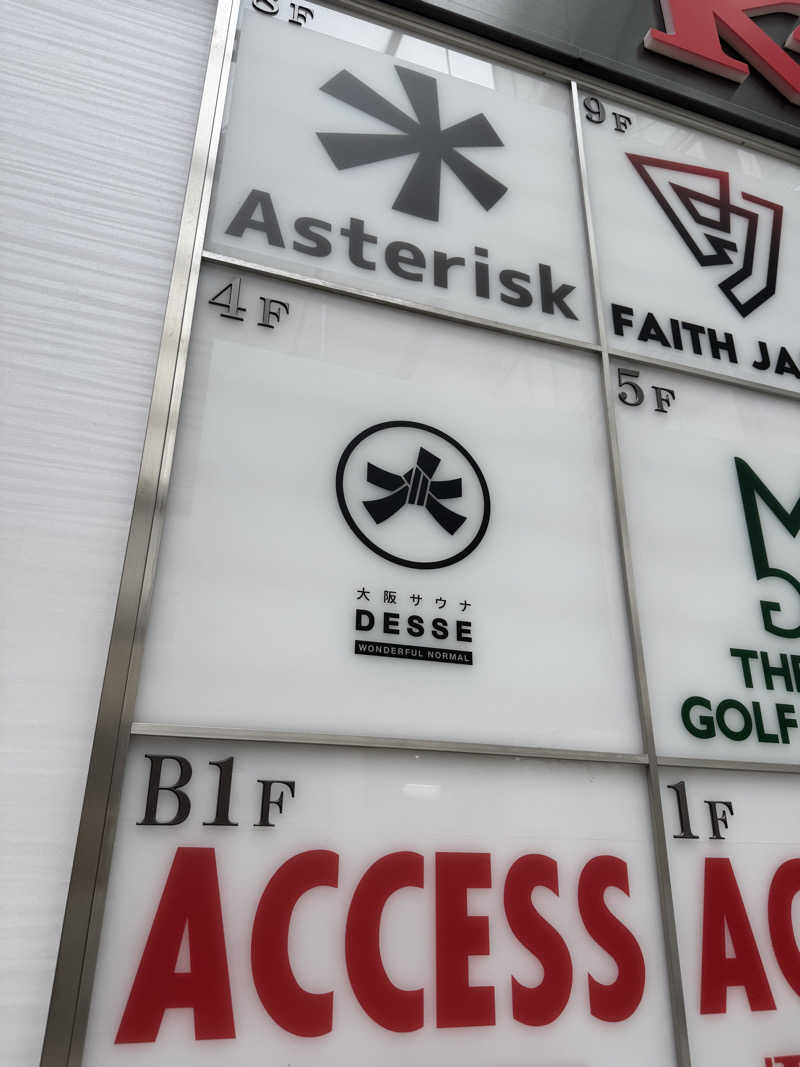 8F
Asterisk
9F
FAITH JA
4F
大阪サウナ
DESSE
WONDERFUL NORMAL
5F
THE
GOLF
B1F
ACCESS
1F
AC